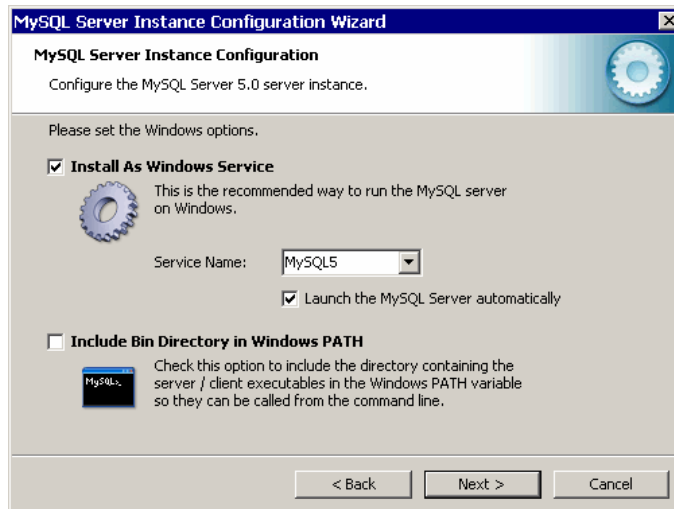 MySQL Server Instance Configuration Wizard
MySQL Server Instance Configuration
Configure the MySQL Server 5.0 server instance.
Please set the Windows options.
Install As Windows Service
This is the recommended way to run the MySQL server
on Windows.
Service Name:
MySQL5
Launch the MySQL Server automatically
Include Bin Directory in Windows PATH
MySQL>_
Check this option to include the directory containing the
server / client executables in the Windows PATH variable
so they can be called from the command line.
< Back
Next >
Cancel